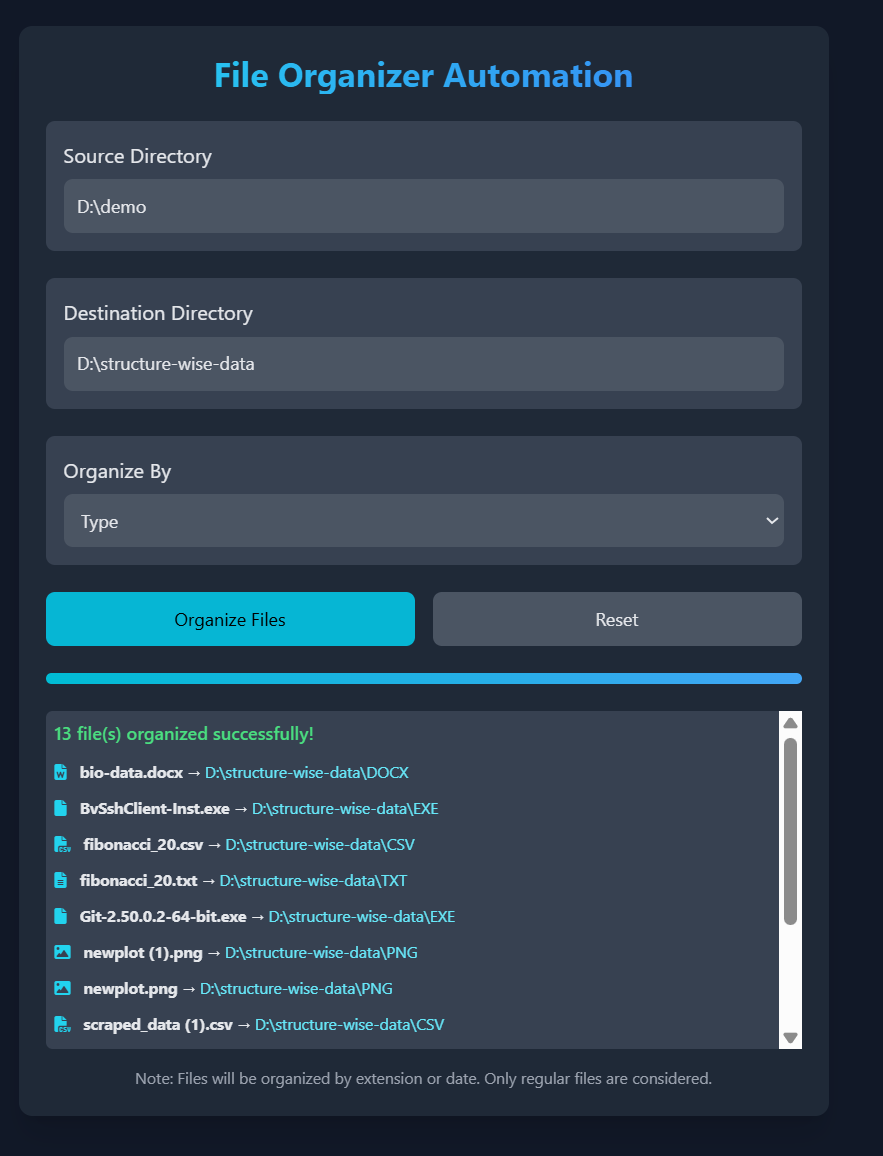 File Organizer Automation
Source Directory
D:\demo
Destination Directory
D:\structure-wise-data
Organize By
Type
Organize Files
Reset
13 file(s) organized successfully!
bio-data.docx → D:\structure-wise-data\DOCX
BvSshClient-Inst.exe → D:\structure-wise-data\EXE
fibonacci_20.csv → D:\structure-wise-data\CSV
fibonacci_20.txt → D:\structure-wise-data\TXT
Git-2.50.0.2-64-bit.exe → D:\structure-wise-data\EXE
newplot (1).png → D:\structure-wise-data\PNG
newplot.png → D:\structure-wise-data\PNG
scraped_data (1).csv → D:\structure-wise-data\CSV
Note: Files will be organized by extension or date. Only regular files are considered.